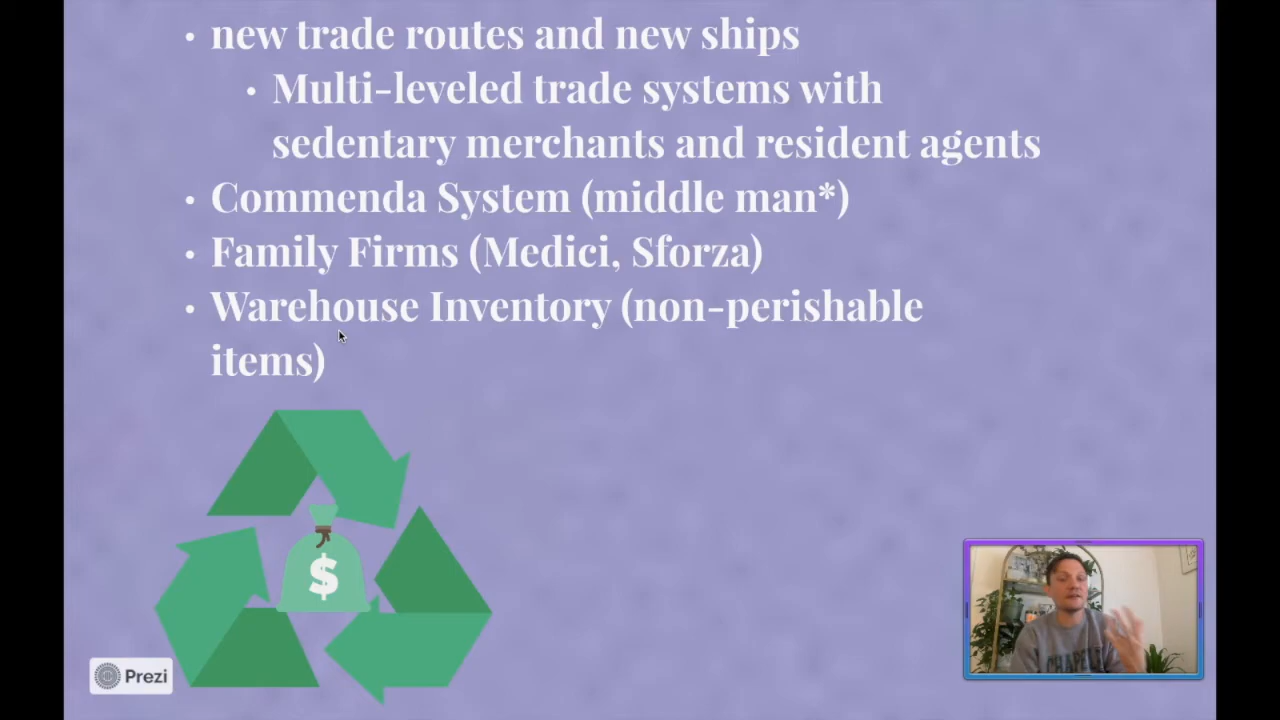 • new trade routes and new ships
• Multi-leveled trade systems with
sedentary merchants and resident agents
• Commenda System (middle man*)
• Family Firms (Medici, Sforza)
• Warehouse Inventory (non-perishable
items)
$
Prezi